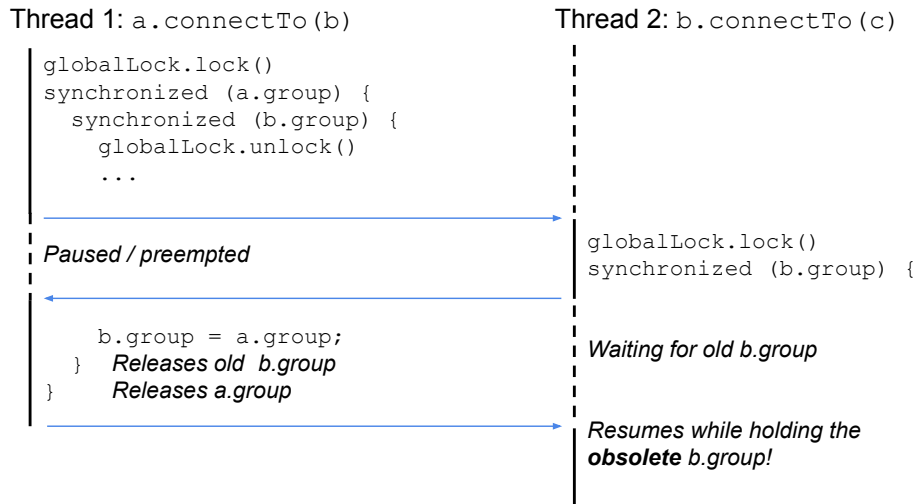 Thread 1: a.connectTo(b)
globalLock.lock()
synchronized (a.group) {
synchronized (b.group) {
globalLock.unlock()
...
Paused / preempted
b.group = a.group;
} Releases old b.group
} Releases a.group
Thread 2: b.connectTo(c)
globalLock.lock()
synchronized (b.group) {
Waiting for old b.group
Resumes while holding the
obsolete b.group!